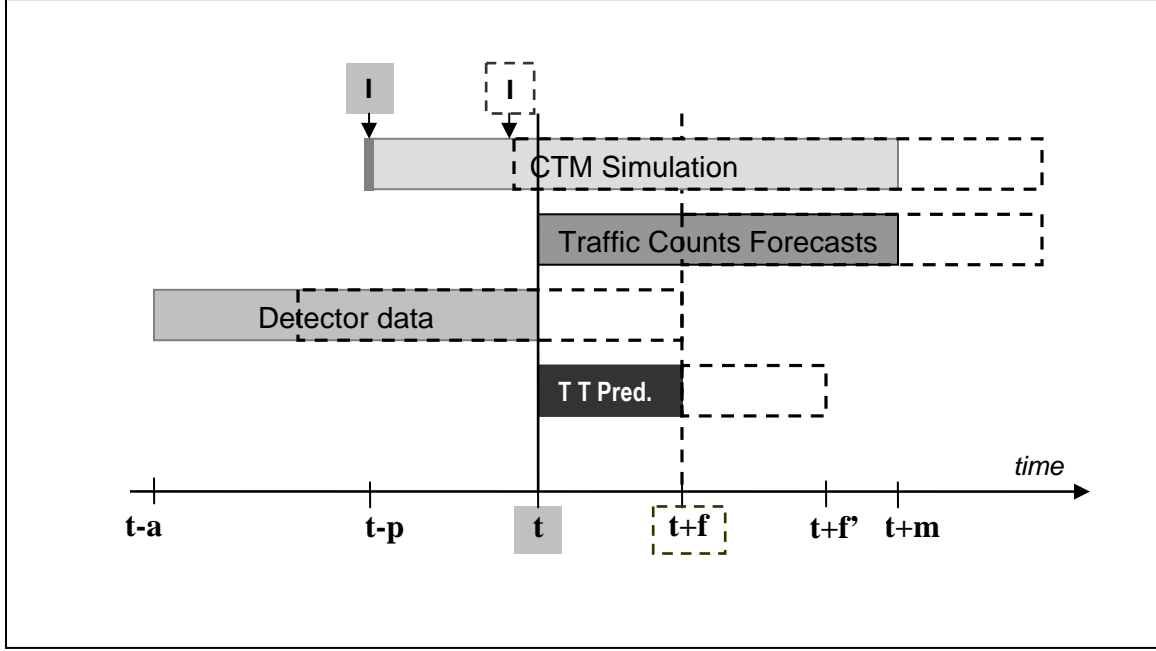 I I
CTM Simulation
Traffic Counts Forecasts
Detector data
T T Pred.
time
t-a t-p t t+f t+f’ t+m